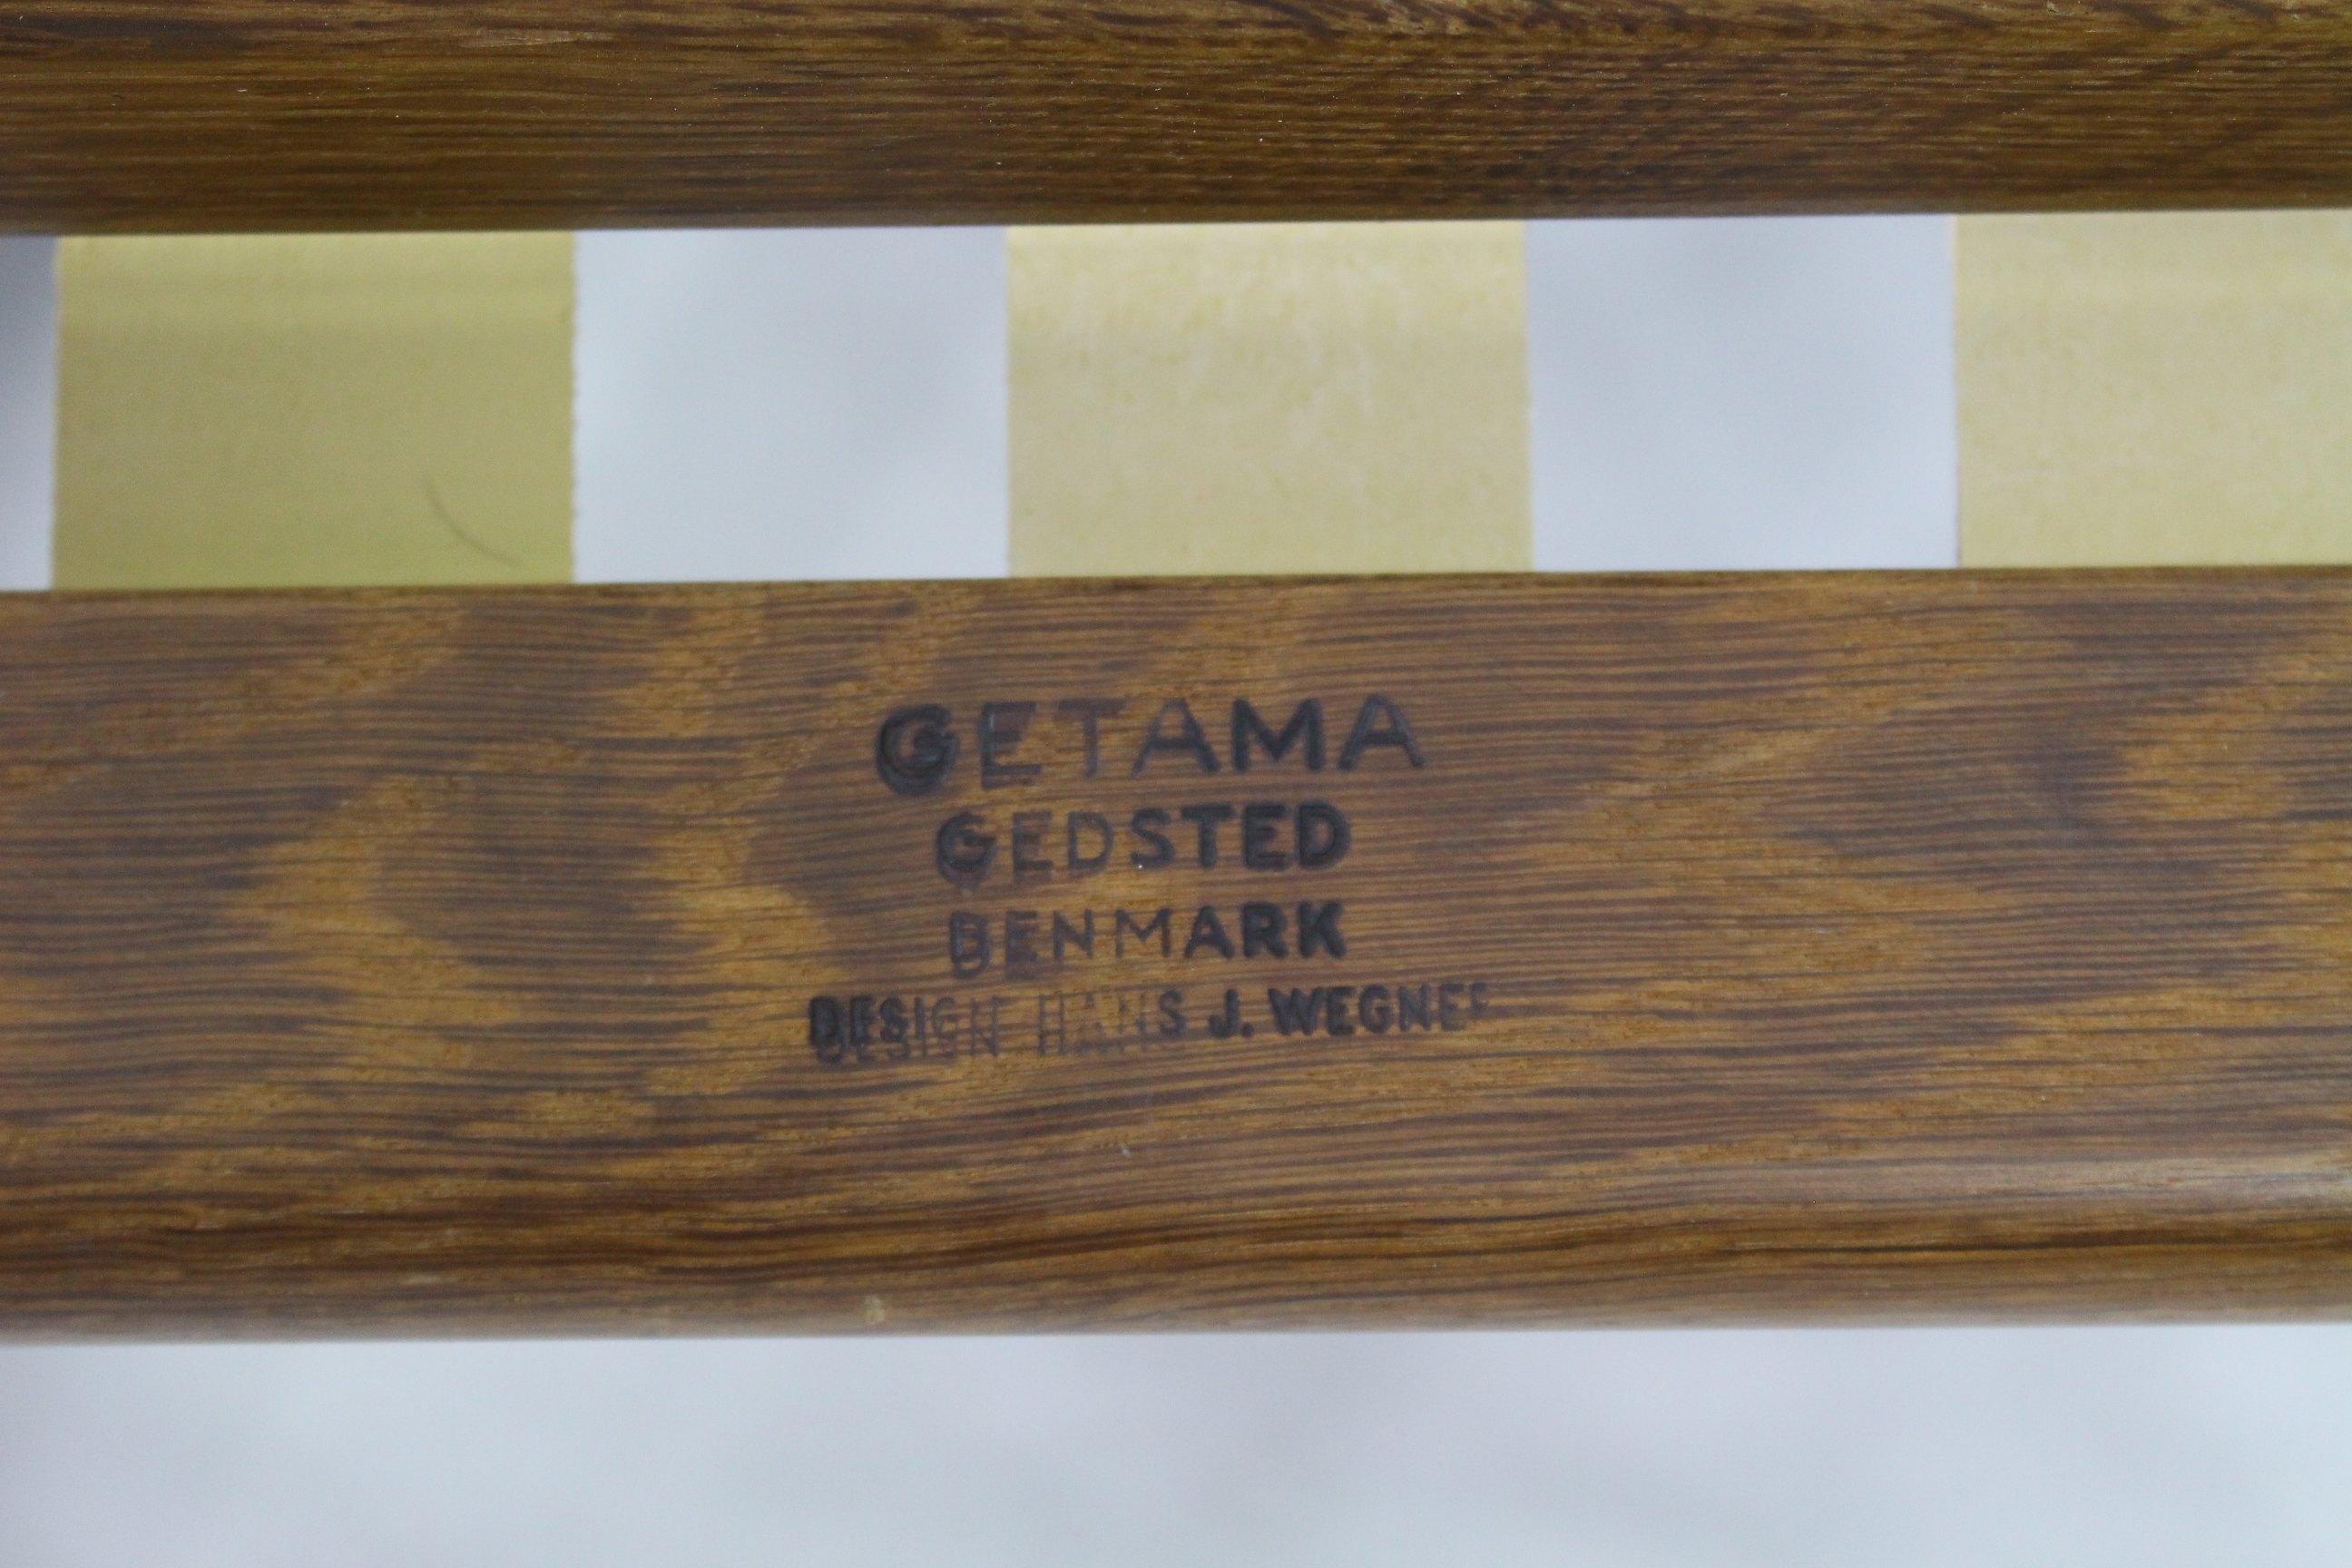 GETAMA
GEDSTED
DENMARK
DESIGN HANS J. WEGNER